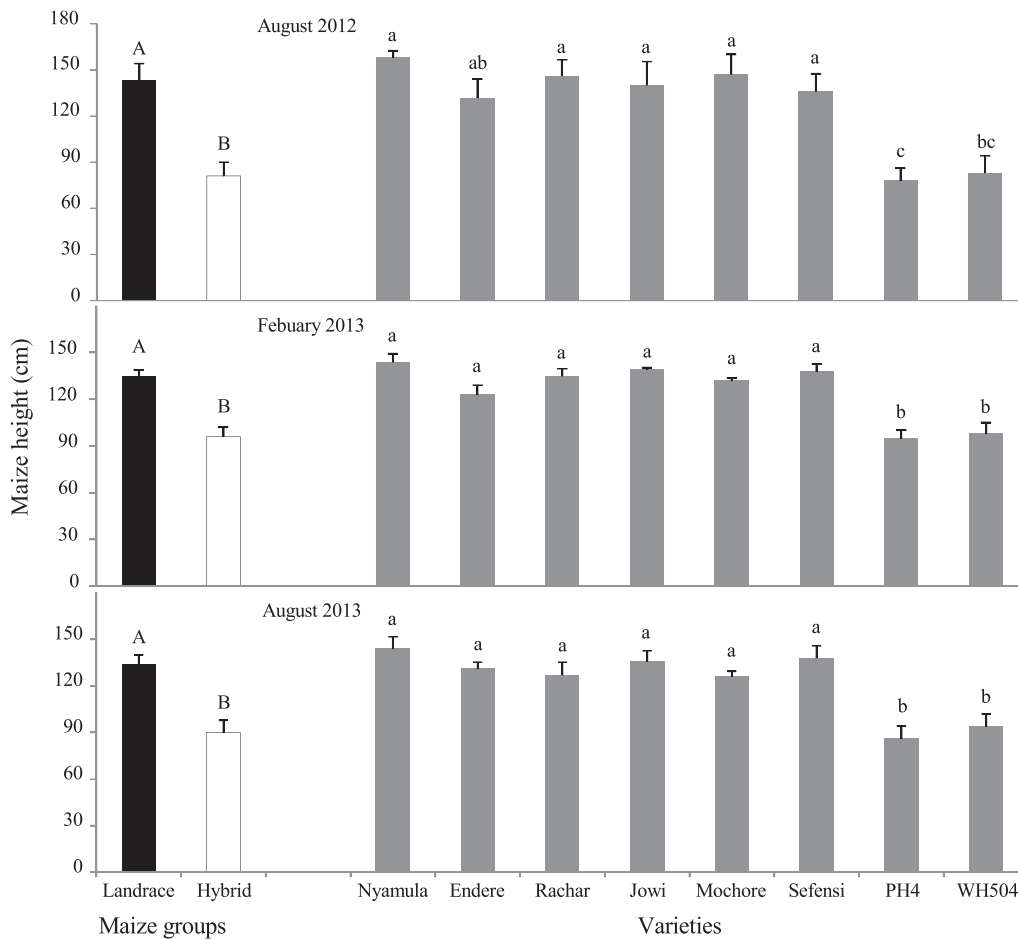 Maize height (cm)
August 2012
180
150
120
90
60
30
0
A
B
a
ab
a
a
a
a
c
bc
Febuary 2013
150
120
90
60
30
0
A
B
a
a
a
a
a
a
b
b
August 2013
150
120
90
60
30
0
A
B
a
a
a
a
a
a
b
b
Landrace Hybrid Nyamula Endere Rachar Jowi Mochore Sefensi PH4 WH504
Maize groups Varieties